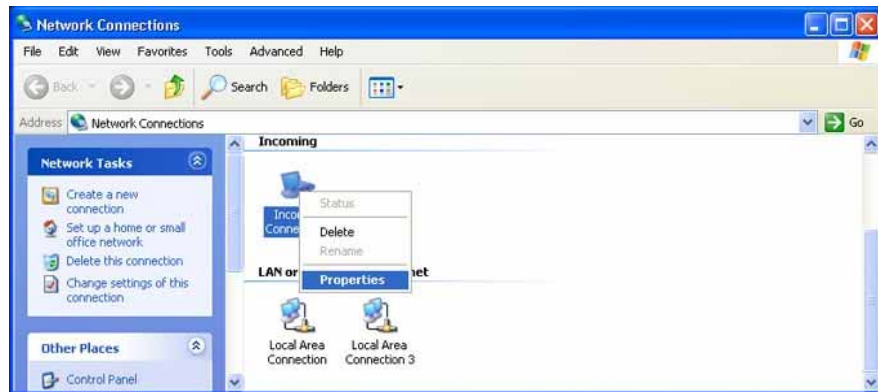 Network Connections
File Edit View Favorites Tools Advanced Help
Back Search Folders
Address Network Connections Go
Network Tasks
Create a new
connection
Set up a home or small
office network
Delete this connection
Change settings of this
connection
Other Places
Control Panel
Incoming
Status
Delete
Rename
Properties
LAN or
Local Area
Connection
Local Area
Connection 3